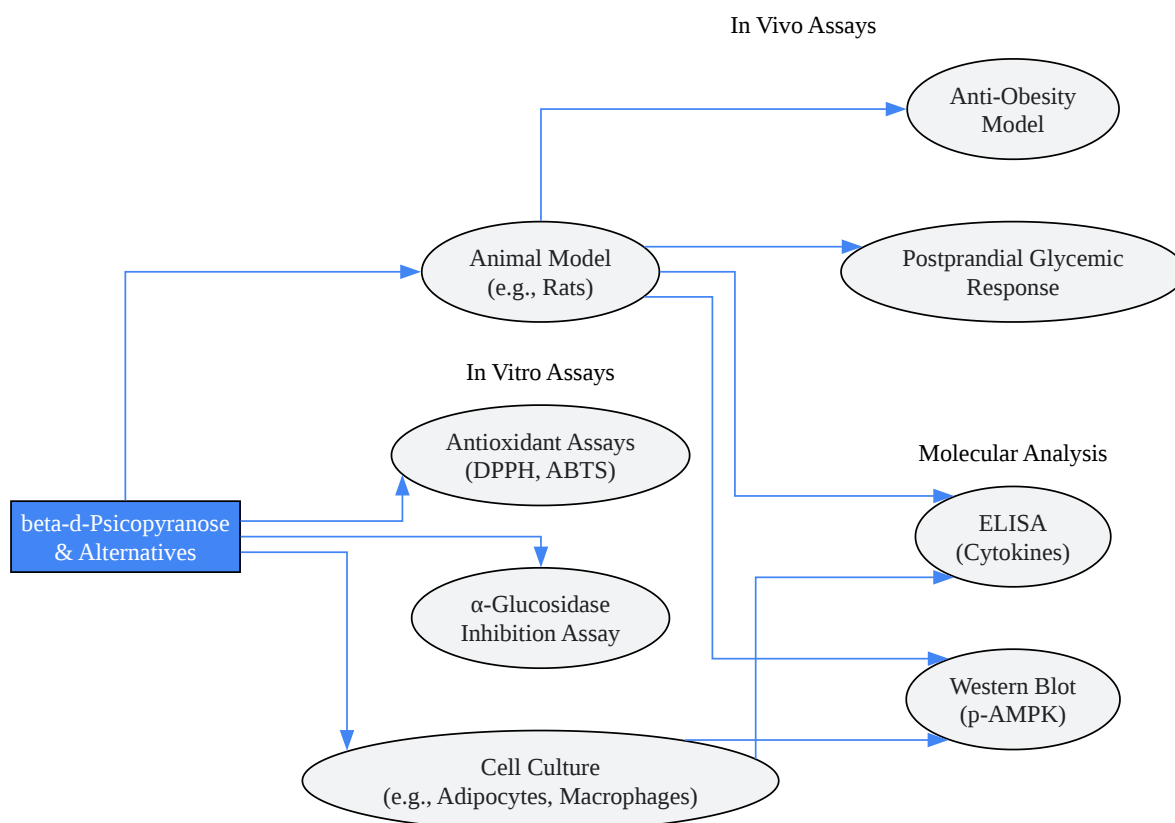 In Vivo Assays
Anti-Obesity
Model
Animal Model
(e.g., Rats)
Postprandial Glycemic
Response
In Vitro Assays
Antioxidant Assays
(DPPH, ABTS)
Molecular Analysis
beta-d-Psicopyranose
& Alternatives
ELISA
(Cytokines)
α-Glucosidase
Inhibition Assay
Western Blot
(p-AMPK)
Cell Culture
(e.g., Adipocytes, Macrophages)